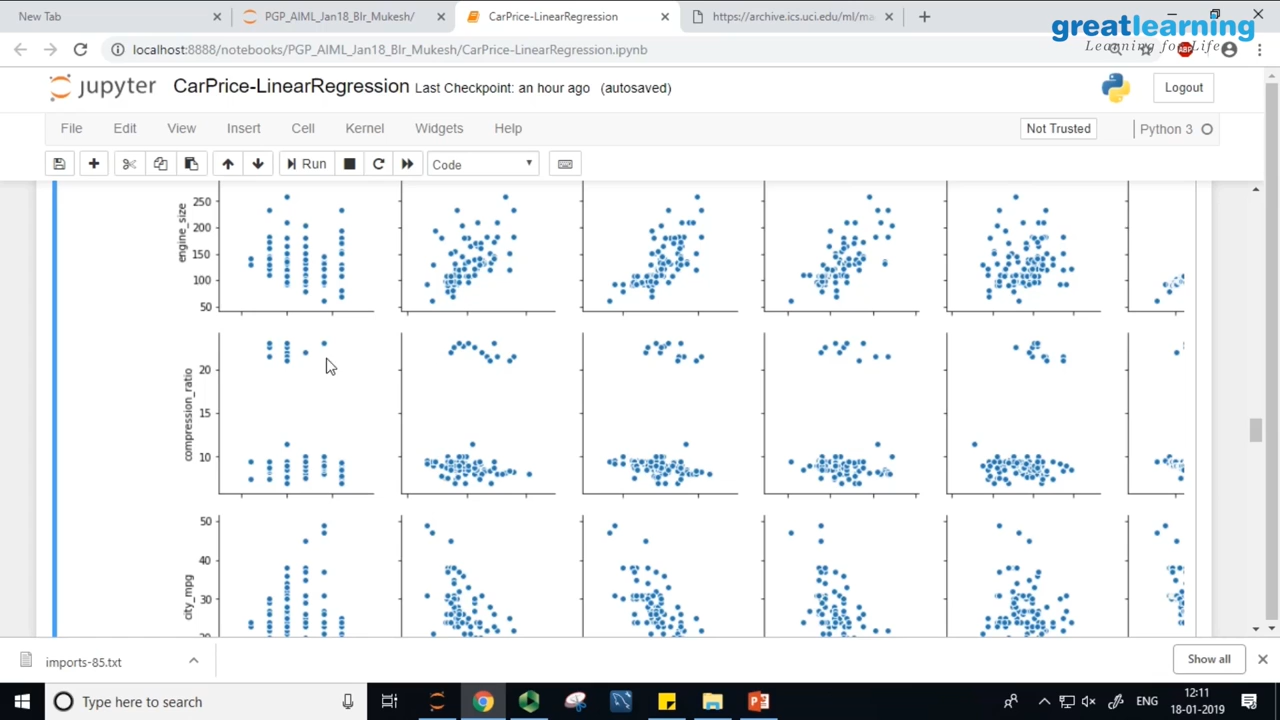 New Tab
PGP_AIML_Jan18_Blr_Mukesh/
CarPrice-LinearRegression
https://archive.ics.uci.edu/ml/ma
greatlearning
Learning for Life
localhost:8888/notebooks/PGP_AIML_Jan18_Blr_Mukesh/CarPrice-LinearRegression.ipynb
ABP
jupyter CarPrice-LinearRegression Last Checkpoint: an hour ago (autosaved)
Logout
File Edit View Insert Cell Kernel Widgets Help
Not Trusted
Python 3
Run
Code
engine_size
250
200
150
100
50
compression_ratio
20
15
10
city_mpg
50
40
30
20
imports-85.txt
Show all
Type here to search
ENG
12:11
18-01-2019